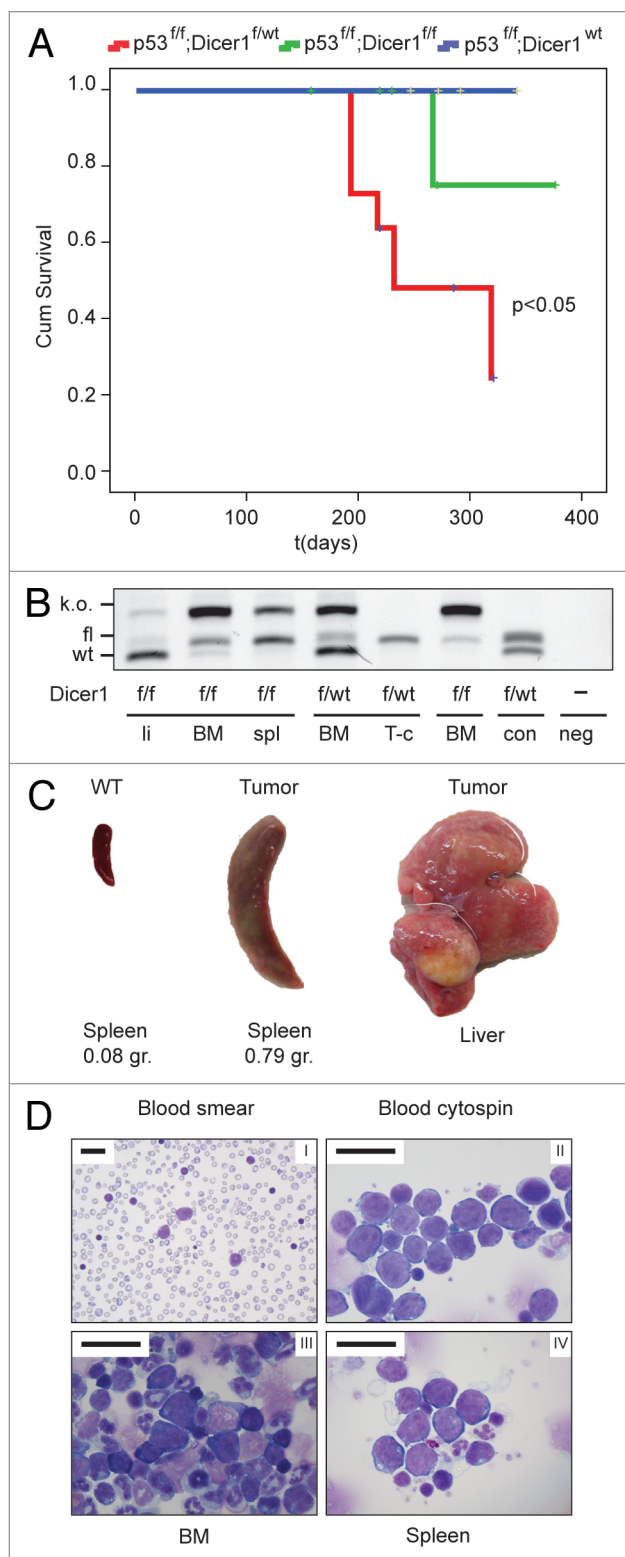 A
p53 f/f;Dicer1 f/wt p53 f/f;Dicer1 f/f p53 f/f;Dicer1 wt
1.0
0.8
0.6
0.4
0.2
0.0
Cum Survival
p<0.05
0 100 200 300 400
t(days)
B
k.o.
fl
wt
Dicer1 f/f f/f f/f f/wt f/wt f/f f/wt –
li BM spl BM T-c BM con neg
C
WT Tumor Tumor
Spleen Spleen Liver
0.08 gr. 0.79 gr.
D
Blood smear Blood cytospin
I II
III IV
BM Spleen